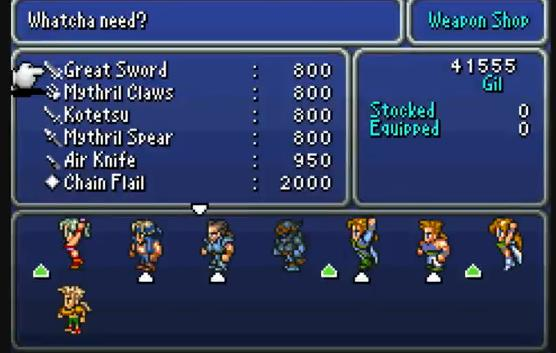 Whatcha need?
Weapon Shop
Great Sword : 800
Mythril Claws : 800
Kotetsu : 800
Mythril Spear : 800
Air Knife : 950
Chain Flail : 2000
41555
Gil
Stocked 0
Equipped 0